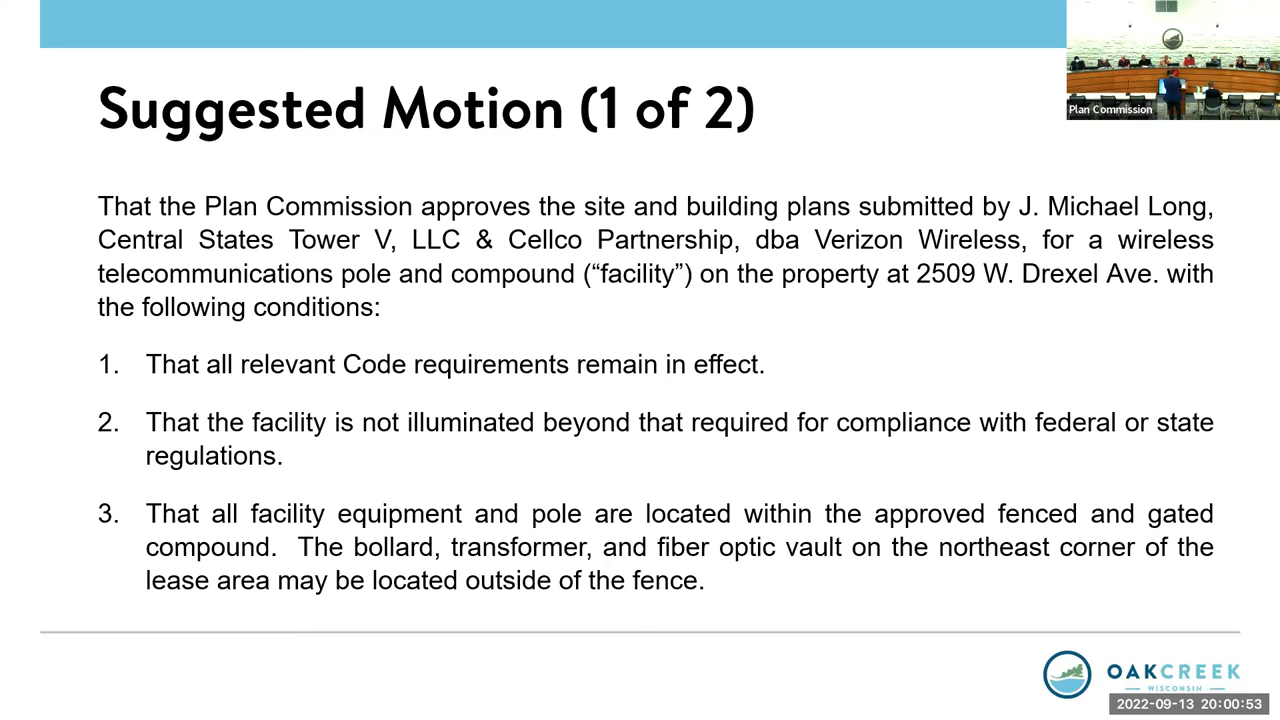 Suggested Motion (1 of 2)
Plan Commission
That the Plan Commission approves the site and building plans submitted by J. Michael Long,
Central States Tower V, LLC & Cellco Partnership, dba Verizon Wireless, for a wireless
telecommunications pole and compound (“facility”) on the property at 2509 W. Drexel Ave. with
the following conditions:
1. That all relevant Code requirements remain in effect.
2. That the facility is not illuminated beyond that required for compliance with federal or state
regulations.
3. That all facility equipment and pole are located within the approved fenced and gated
compound. The bollard, transformer, and fiber optic vault on the northeast corner of the
lease area may be located outside of the fence.
OAKCREEK
WISCONSIN
2022-09-13 20:00:53